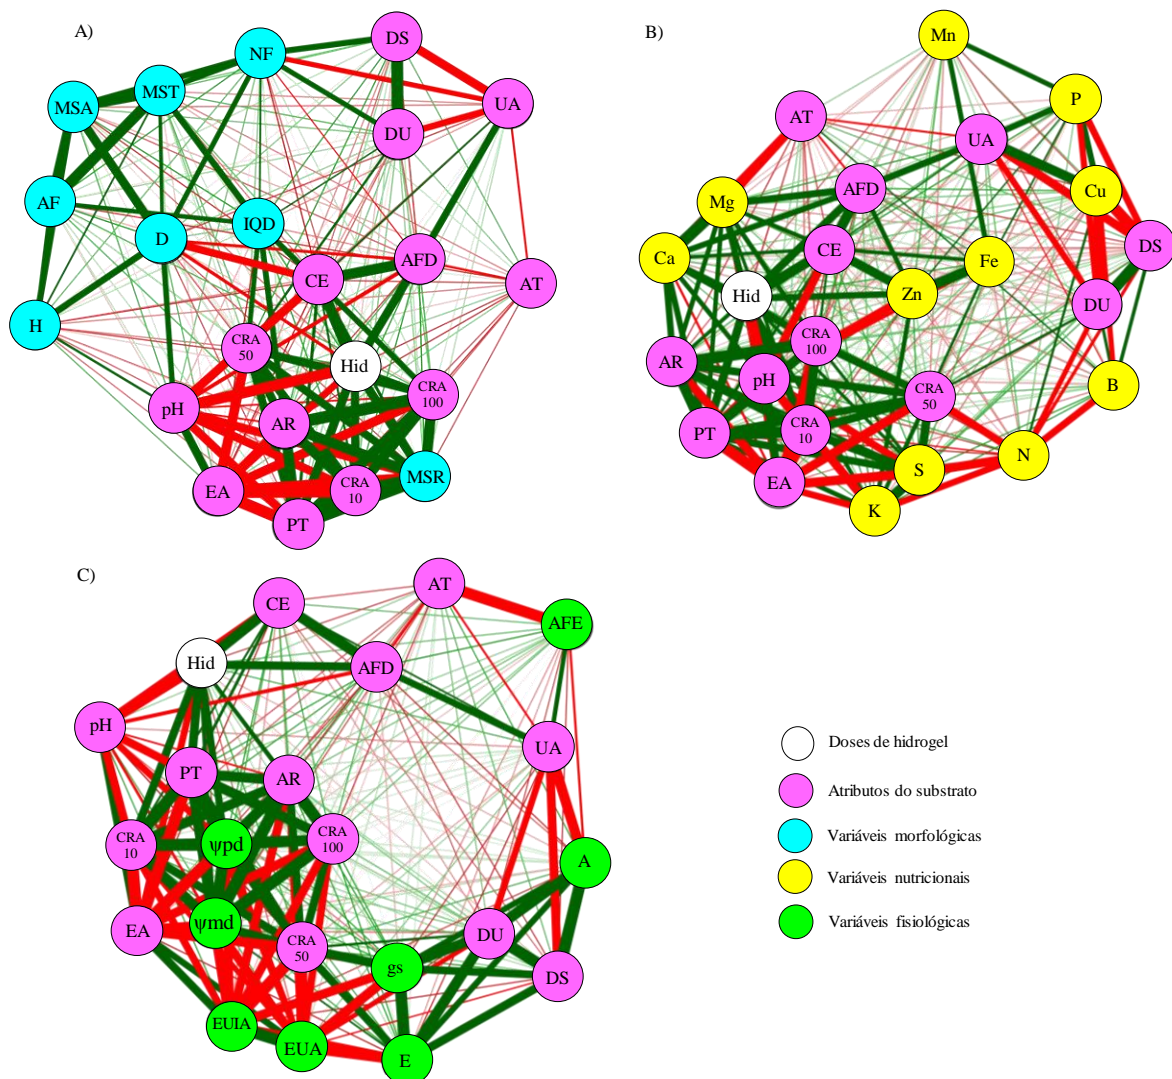 A)
NF
DS
MSA
MST
UA
DU
AF
D
IQD
CE
AFD
AT
H
CRA
50
Hid
CRA
100
pH
AR
MSR
EA
CRA
10
PT
B)
Mn
P
AT
UA
Mg
AFD
Cu
Ca
CE
Fe
DS
Hid
Zn
DU
AR
CRA
100
pH
CRA
50
B
PT
CRA
10
N
EA
S
K
C)
AT
CE
AFE
Hid
AFD
pH
UA
PT
AR
CRA
10
ψpd
CRA
100
A
EA
ψmd
CRA
50
DU
gs
DS
EUIA
EUA
E
Doses de hidrogel
Atributos do substrato
Variáveis morfológicas
Variáveis nutricionais
Variáveis fisiológicas